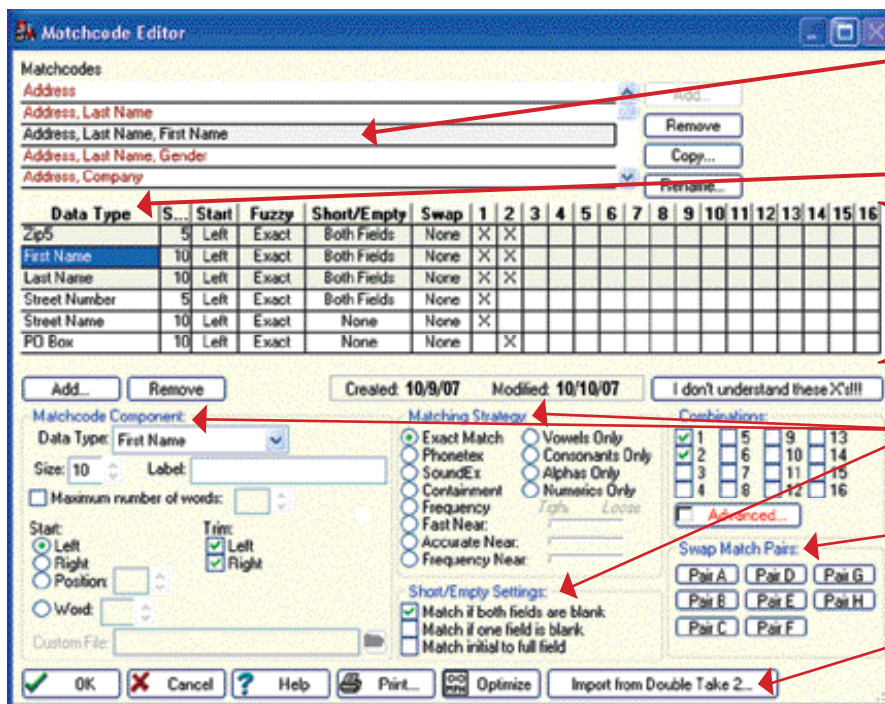 Matchcode Editor
Matchcodes
Address
Address, Last Name
Address, Last Name, First Name
Address, Last Name, Gender
Address, Company
Add...
Remove
Copy...
Rename...
Data Type S... Start Fuzzy Short/Empty Swap 1 2 3 4 5 6 7 8 9 10 11 12 13 14 15 16
Zip5 5 Left Exact Both Fields None X X
First Name 10 Left Exact Both Fields None X X
Last Name 10 Left Exact Both Fields None X X
Street Number 5 Left Exact Both Fields None X
Street Name 10 Left Exact None None X
PO Box 10 Left Exact None None X
Add... Remove Created: 10/9/07 Modified: 10/10/07 I don't understand these X's!!!
Matchcode Component:
Data Type: First Name
Size: 10 Label:
Maximum number of words:
Start: Trim:
Left Left
Right Right
Position:
Word:
Custom File:
Matching Strategy:
Exact Match Vowels Only
Phonetex Consonants Only
SoundEx Alphas Only
Containment Numerics Only
Frequency Tight Loose
Fast Near:
Accurate Near:
Frequency Near:
Short/Empty Settings:
Match if both fields are blank
Match if one field is blank
Match initial to full field
Combinations:
1 5 9 13
2 6 10 14
3 7 11 15
4 8 12 16
Advanced...
Swap Match Pairs:
Pair A Pair D Pair G
Pair B Pair E Pair H
Pair C Pair F
OK Cancel Help Print... Optimize Import from Double Take 2...